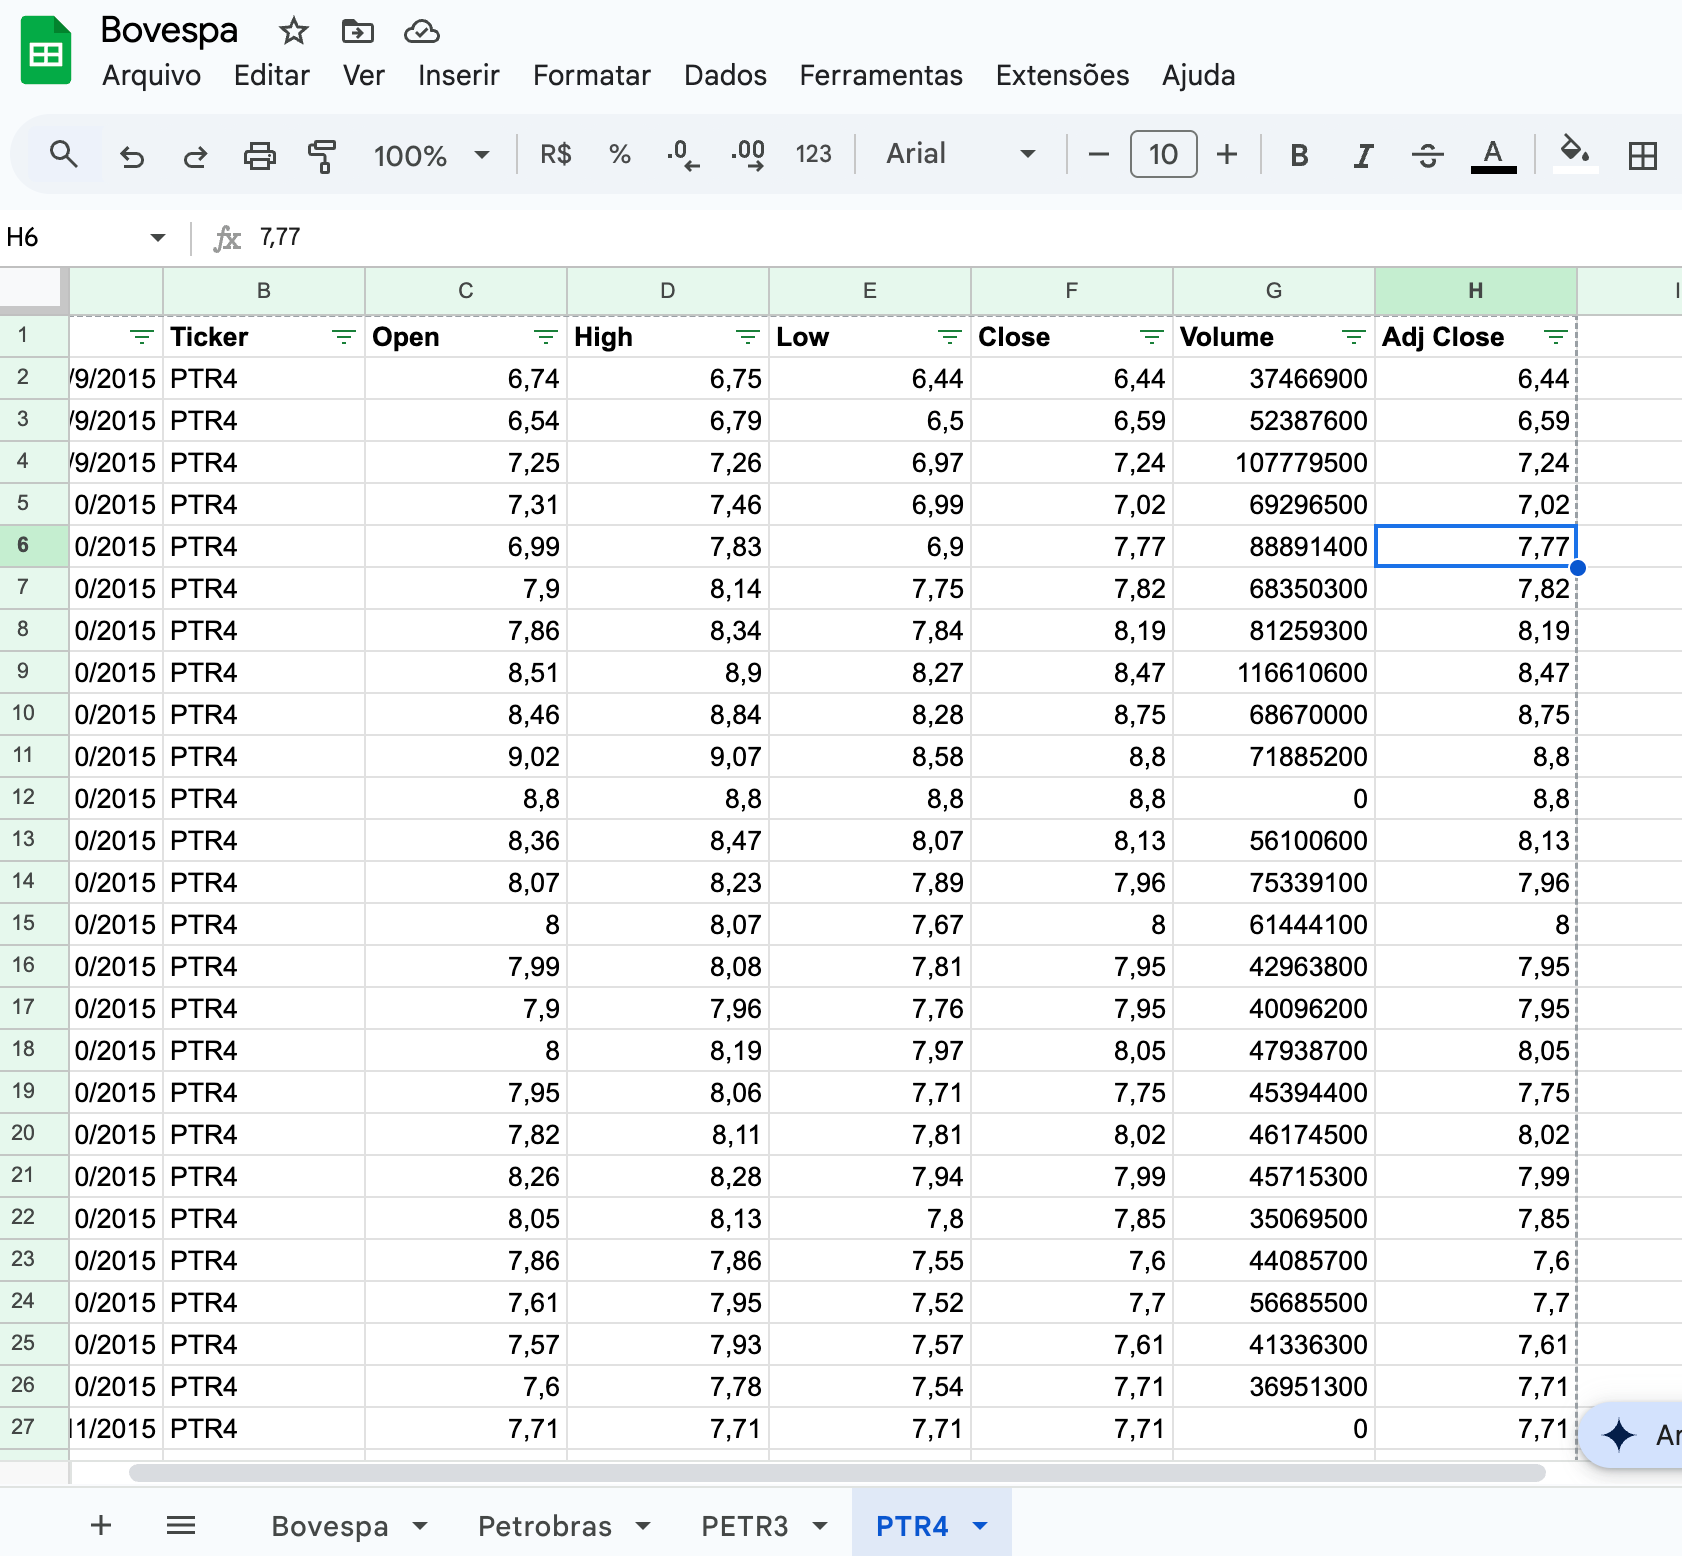 Bovespa
Arquivo Editar Ver Inserir Formatar Dados Ferramentas Extensões Ajuda
100% R$ % .0 .00 123 Arial 10 B I S A
H6 fx 7,77
B C D E F G H I
1 Ticker Open High Low Close Volume Adj Close
2 /9/2015 PTR4 6,74 6,75 6,44 6,44 37466900 6,44
3 /9/2015 PTR4 6,54 6,79 6,5 6,59 52387600 6,59
4 /9/2015 PTR4 7,25 7,26 6,97 7,24 107779500 7,24
5 0/2015 PTR4 7,31 7,46 6,99 7,02 69296500 7,02
6 0/2015 PTR4 6,99 7,83 6,9 7,77 88891400 7,77
7 0/2015 PTR4 7,9 8,14 7,75 7,82 68350300 7,82
8 0/2015 PTR4 7,86 8,34 7,84 8,19 81259300 8,19
9 0/2015 PTR4 8,51 8,9 8,27 8,47 116610600 8,47
10 0/2015 PTR4 8,46 8,84 8,28 8,75 68670000 8,75
11 0/2015 PTR4 9,02 9,07 8,58 8,8 71885200 8,8
12 0/2015 PTR4 8,8 8,8 8,8 8,8 0 8,8
13 0/2015 PTR4 8,36 8,47 8,07 8,13 56100600 8,13
14 0/2015 PTR4 8,07 8,23 7,89 7,96 75339100 7,96
15 0/2015 PTR4 8 8,07 7,67 8 61444100 8
16 0/2015 PTR4 7,99 8,08 7,81 7,95 42963800 7,95
17 0/2015 PTR4 7,9 7,96 7,76 7,95 40096200 7,95
18 0/2015 PTR4 8 8,19 7,97 8,05 47938700 8,05
19 0/2015 PTR4 7,95 8,06 7,71 7,75 45394400 7,75
20 0/2015 PTR4 7,82 8,11 7,81 8,02 46174500 8,02
21 0/2015 PTR4 8,26 8,28 7,94 7,99 45715300 7,99
22 0/2015 PTR4 8,05 8,13 7,8 7,85 35069500 7,85
23 0/2015 PTR4 7,86 7,86 7,55 7,6 44085700 7,6
24 0/2015 PTR4 7,61 7,95 7,52 7,7 56685500 7,7
25 0/2015 PTR4 7,57 7,93 7,57 7,61 41336300 7,61
26 0/2015 PTR4 7,6 7,78 7,54 7,71 36951300 7,71
27 11/2015 PTR4 7,71 7,71 7,71 7,71 0 7,71
Bovespa Petrobras PETR3 PTR4